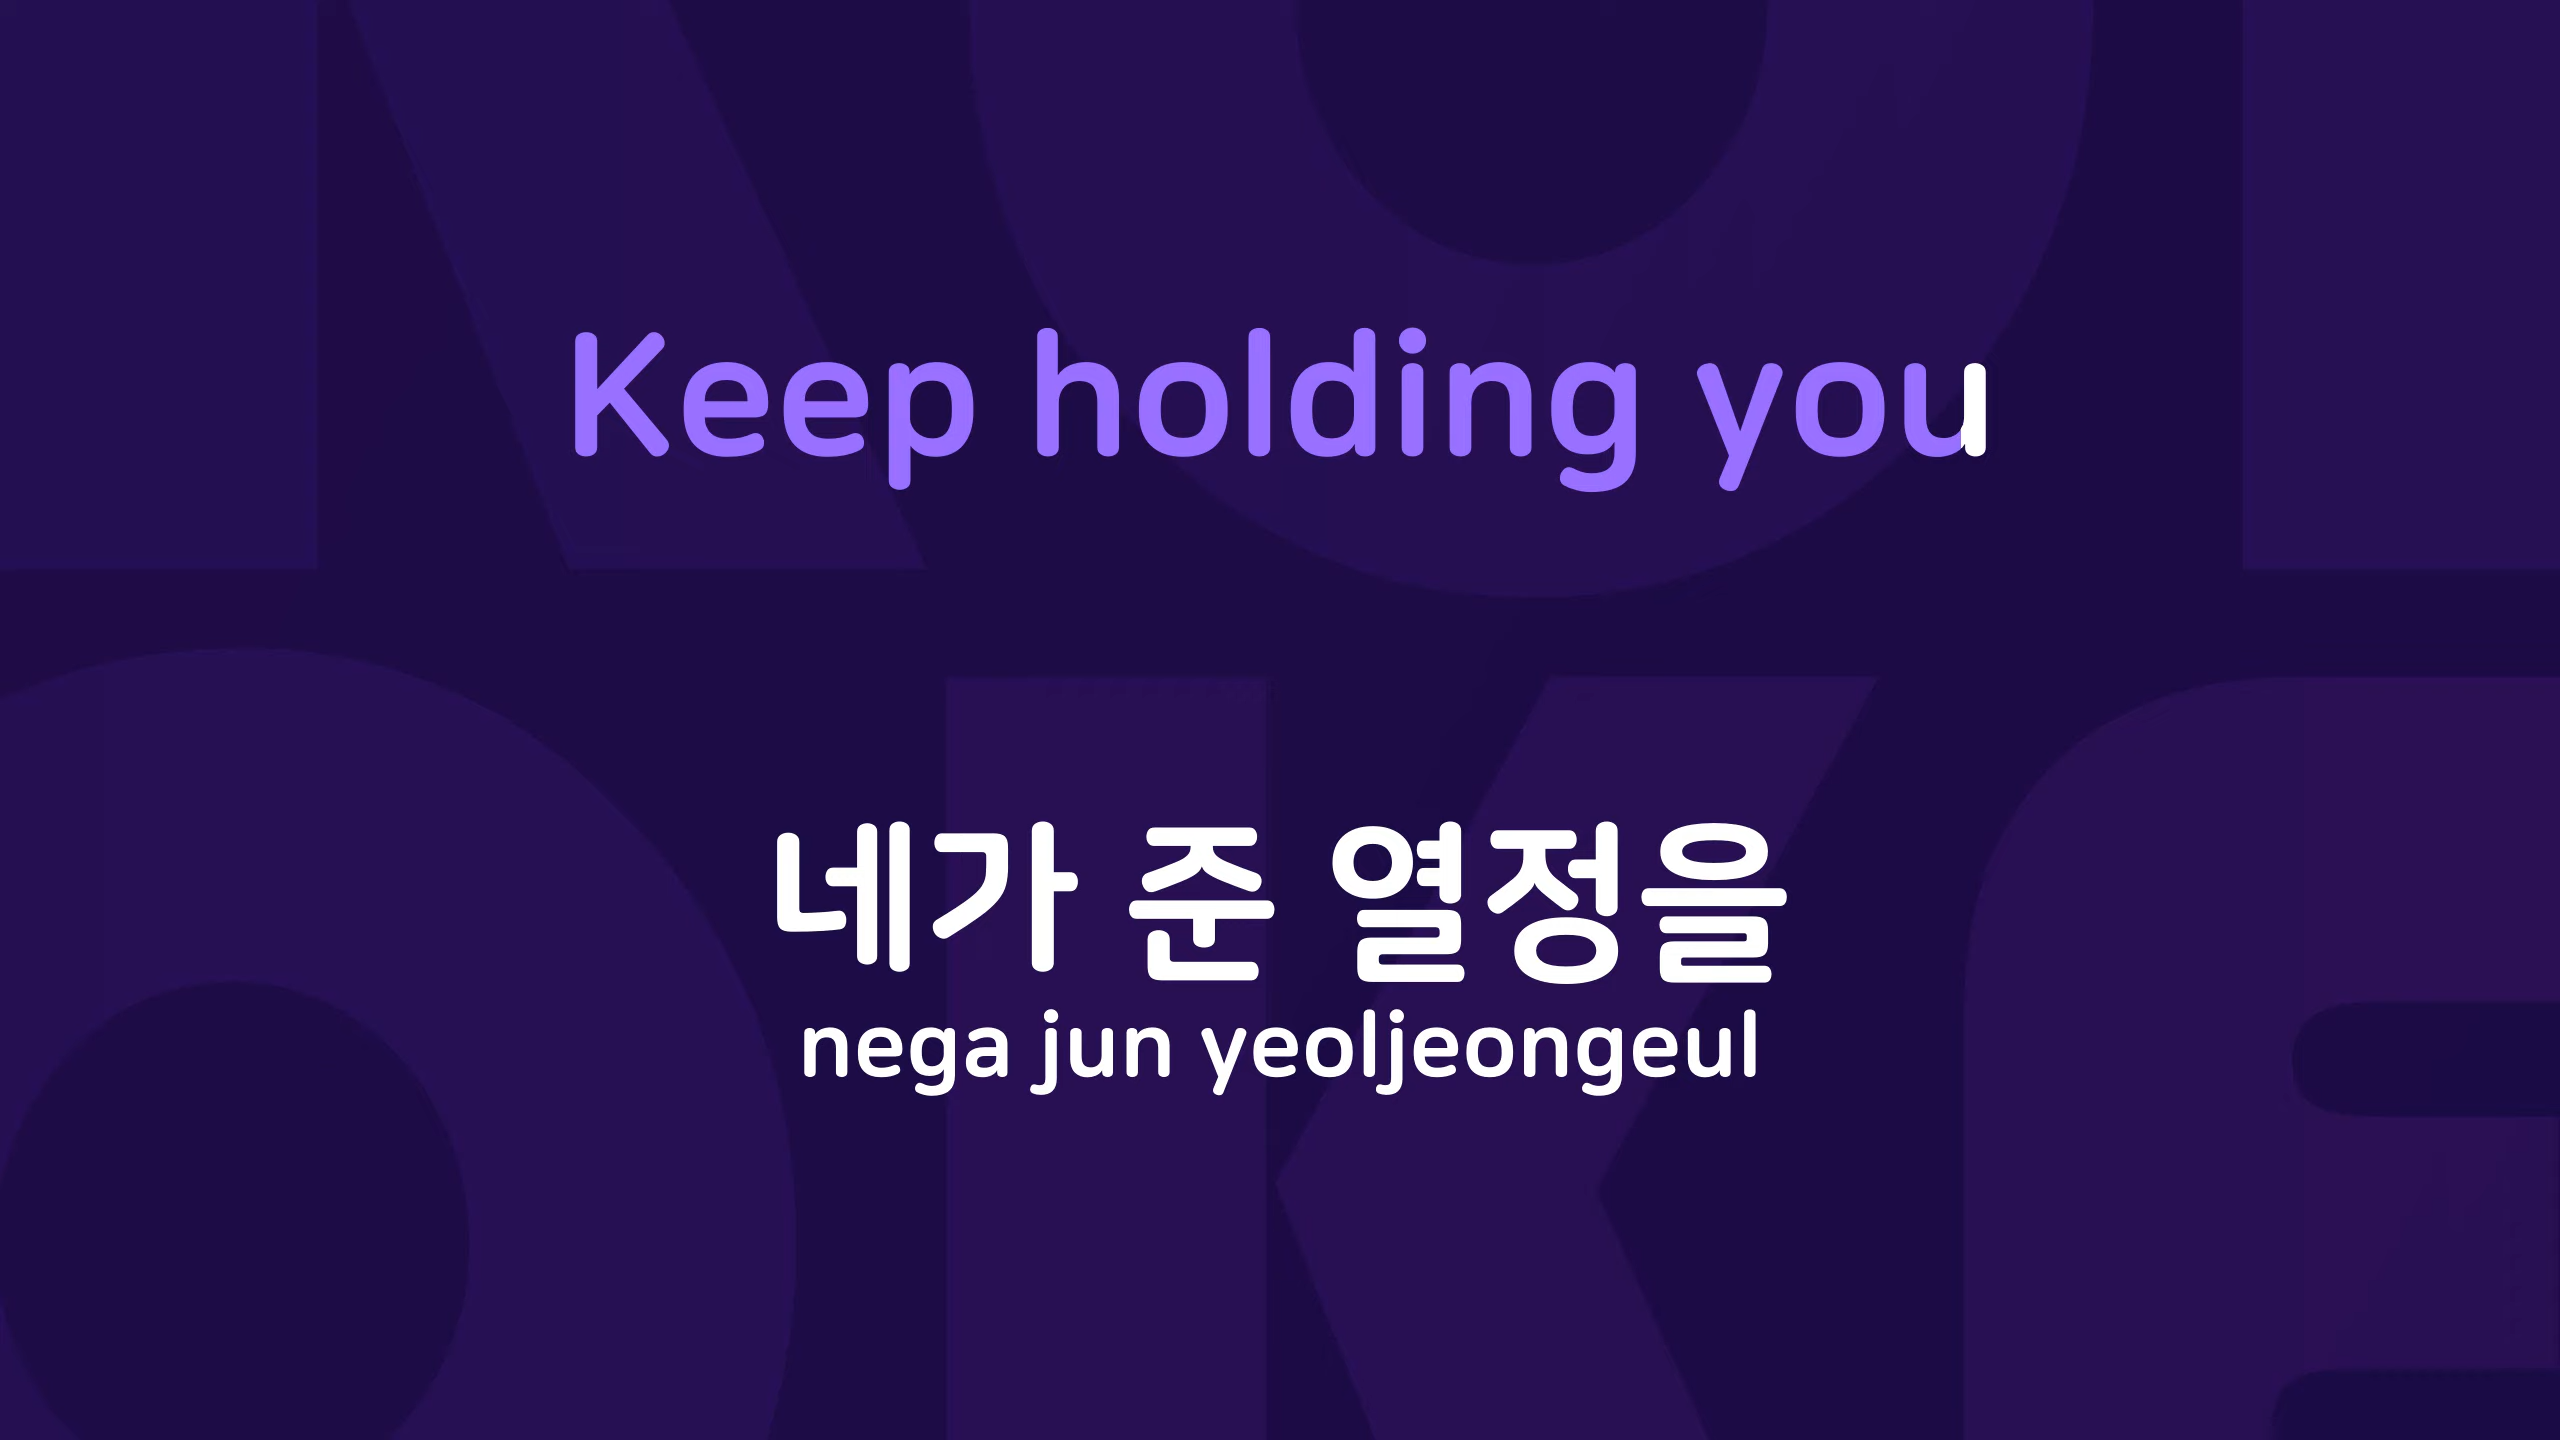 Keep holding you
네가 준 열정을
nega jun yeoljeongeul